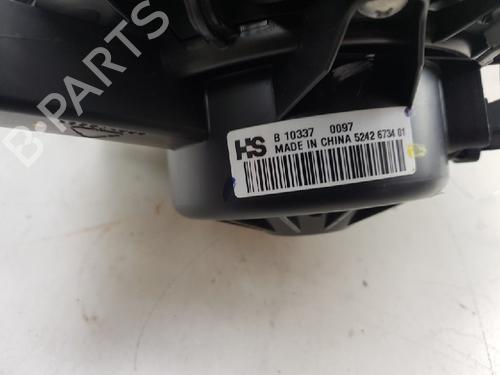 HS B 10337 0097
MADE IN CHINA 5242 6734 01
B-PARTS